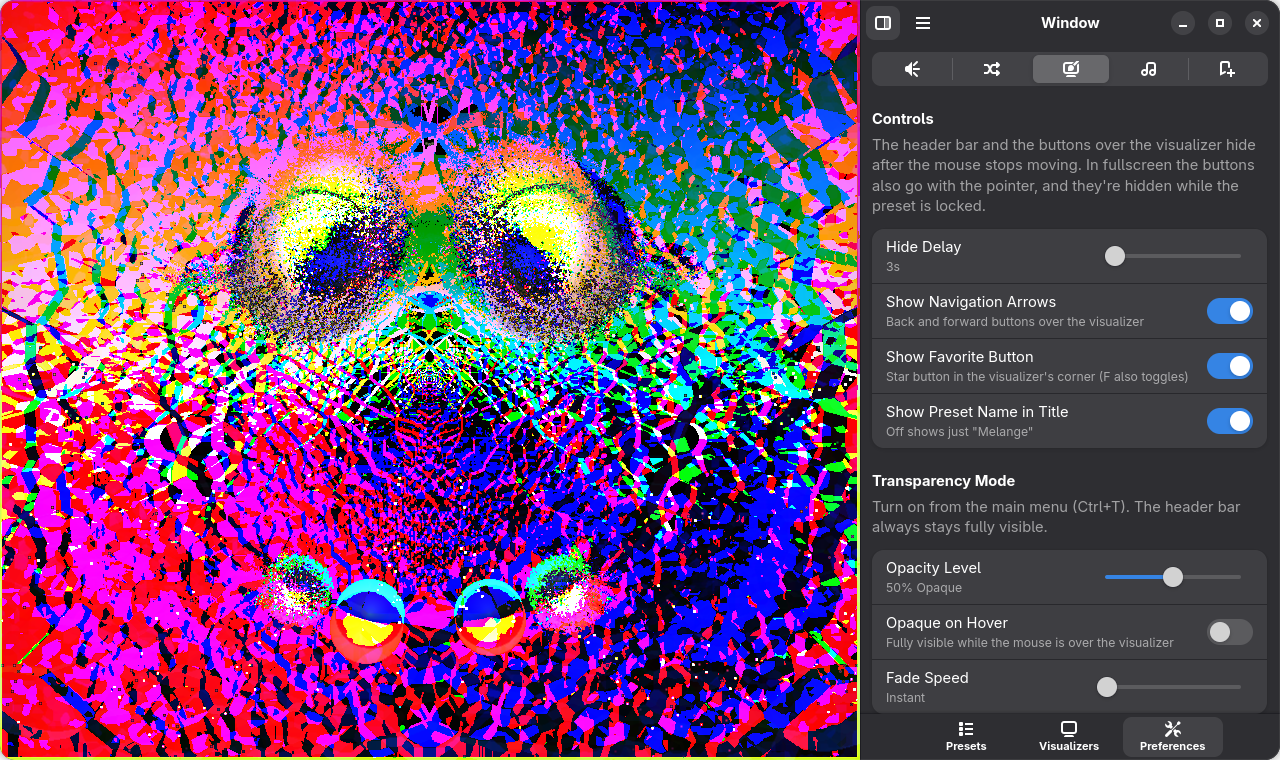 Window
Controls
The header bar and the buttons over the visualizer hide
after the mouse stops moving. In fullscreen the buttons
also go with the pointer, and they're hidden while the
preset is locked.
Hide Delay
3s
Show Navigation Arrows
Back and forward buttons over the visualizer
Show Favorite Button
Star button in the visualizer's corner (F also toggles)
Show Preset Name in Title
Off shows just "Melange"
Transparency Mode
Turn on from the main menu (Ctrl+T). The header bar
always stays fully visible.
Opacity Level
50% Opaque
Opaque on Hover
Fully visible while the mouse is over the visualizer
Fade Speed
Instant
Presets
Visualizers
Preferences